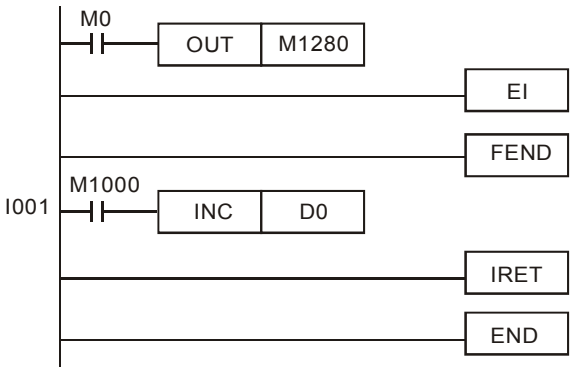 M0
OUT M1280
EI
FEND
M1000
I001 INC D0
IRET
END